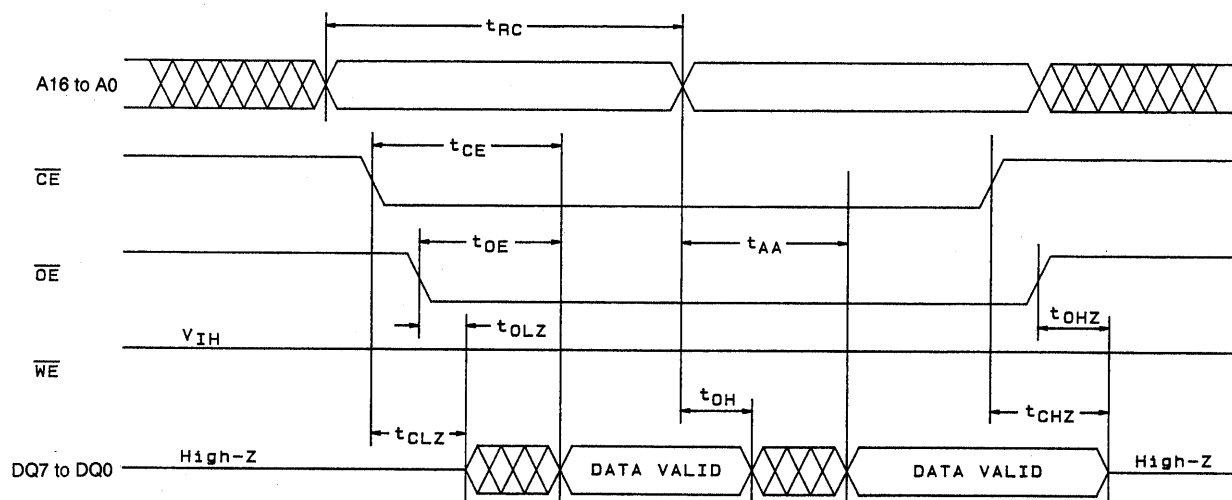 tRC
A16 to A0
tCE
CE
tOE
tAA
OE
tOLZ
tOHZ
VIH
WE
tOH
tCLZ
tCHZ
DQ7 to DQ0
High-Z
DATA VALID
DATA VALID
High-Z